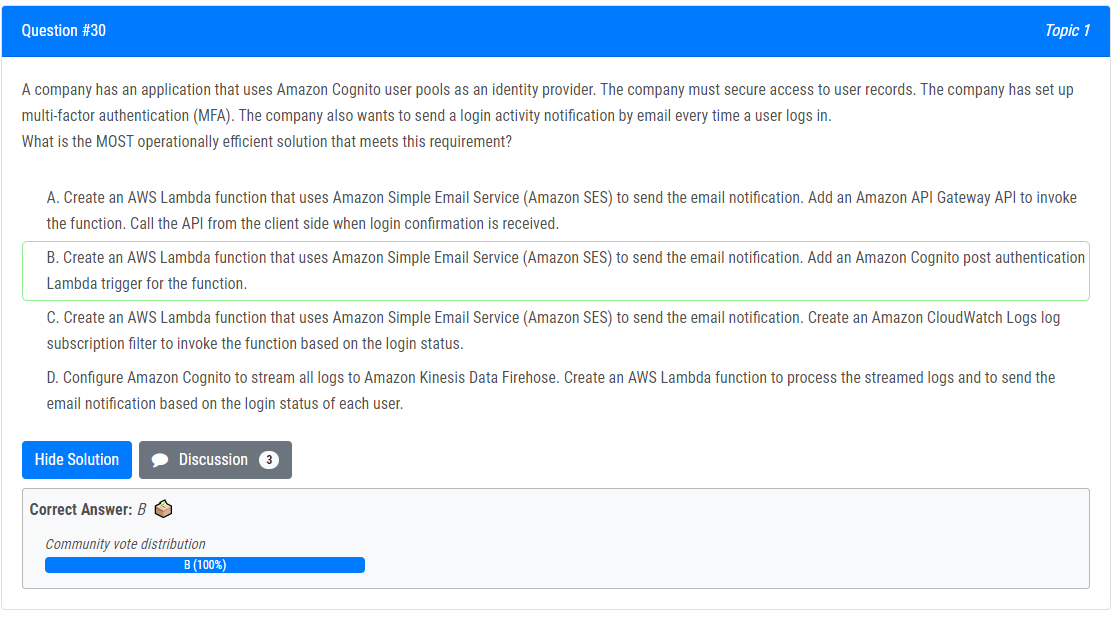 Question #30
Topic 1
A company has an application that uses Amazon Cognito user pools as an identity provider. The company must secure access to user records. The company has set up
multi-factor authentication (MFA). The company also wants to send a login activity notification by email every time a user logs in.
What is the MOST operationally efficient solution that meets this requirement?
A. Create an AWS Lambda function that uses Amazon Simple Email Service (Amazon SES) to send the email notification. Add an Amazon API Gateway API to invoke
the function. Call the API from the client side when login confirmation is received.
B. Create an AWS Lambda function that uses Amazon Simple Email Service (Amazon SES) to send the email notification. Add an Amazon Cognito post authentication
Lambda trigger for the function.
C. Create an AWS Lambda function that uses Amazon Simple Email Service (Amazon SES) to send the email notification. Create an Amazon CloudWatch Logs log
subscription filter to invoke the function based on the login status.
D. Configure Amazon Cognito to stream all logs to Amazon Kinesis Data Firehose. Create an AWS Lambda function to process the streamed logs and to send the
email notification based on the login status of each user.
Hide Solution
Discussion 3
Correct Answer: B
Community vote distribution
B (100%)